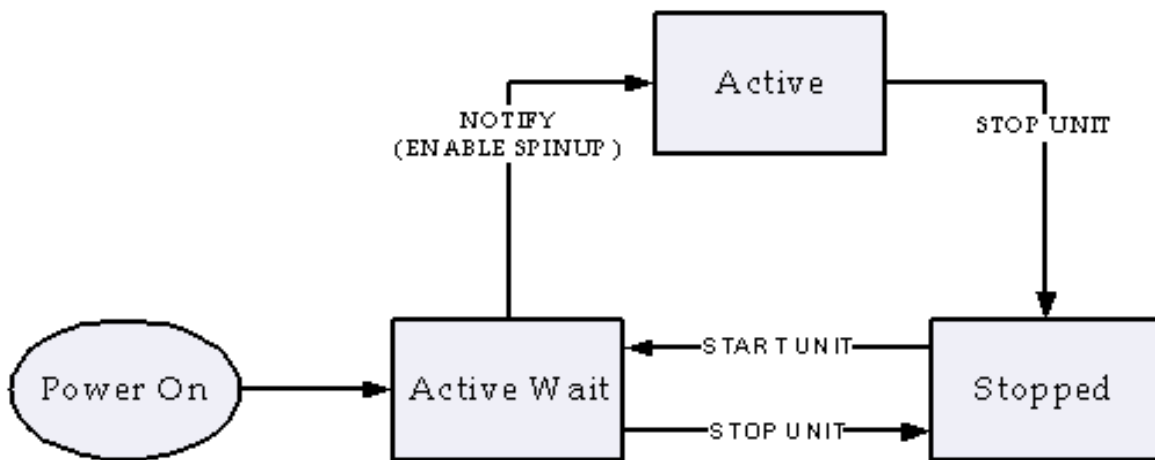 Active
NOTIFY
(ENABLE SPINUP)
STOP UNIT
START UNIT
Power On
Active Wait
Stopped
STOP UNIT